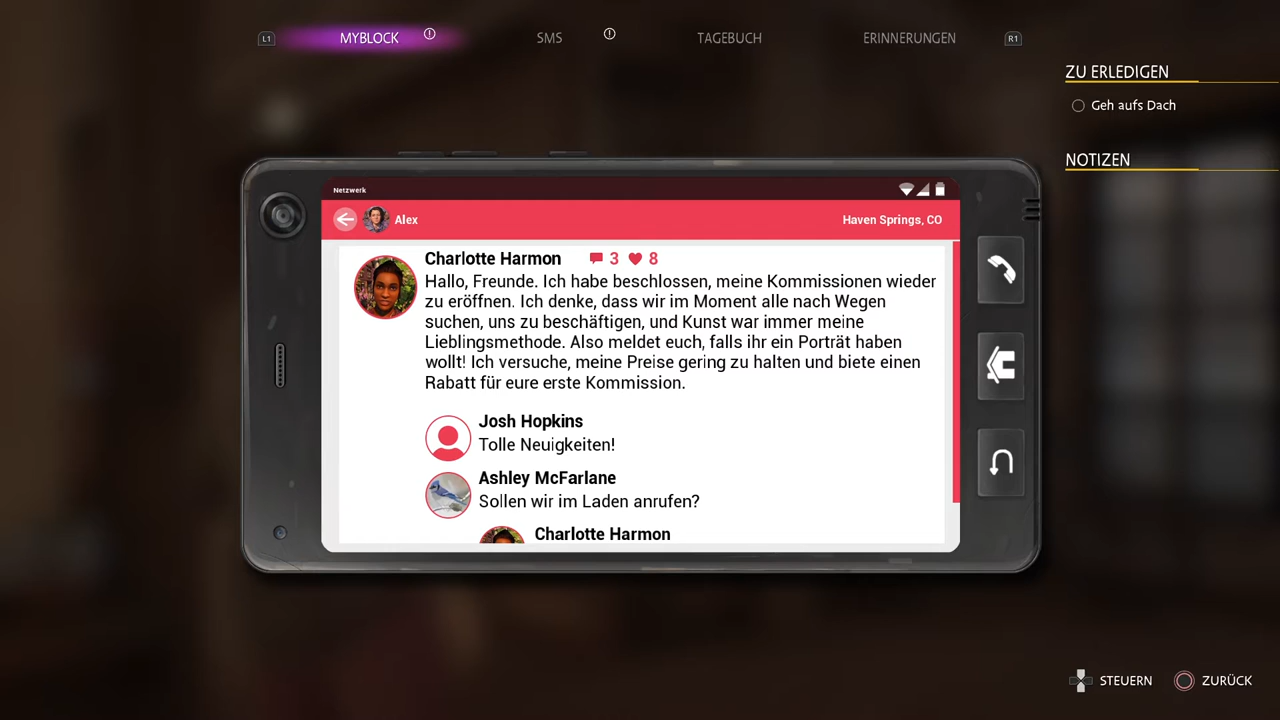 L1
MYBLOCK
SMS
TAGEBUCH
ERINNERUNGEN
R1
ZU ERLEDIGEN
Geh aufs Dach
NOTIZEN
Netzwerk
Alex
Haven Springs, CO
Charlotte Harmon 3 8
Hallo, Freunde. Ich habe beschlossen, meine Kommissionen wieder
zu eröffnen. Ich denke, dass wir im Moment alle nach Wegen
suchen, uns zu beschäftigen, und Kunst war immer meine
Lieblingsmethode. Also meldet euch, falls ihr ein Porträt haben
wollt! Ich versuche, meine Preise gering zu halten und biete einen
Rabatt für eure erste Kommission.
Josh Hopkins
Tolle Neuigkeiten!
Ashley McFarlane
Sollen wir im Laden anrufen?
Charlotte Harmon
STEUERN
ZURÜCK